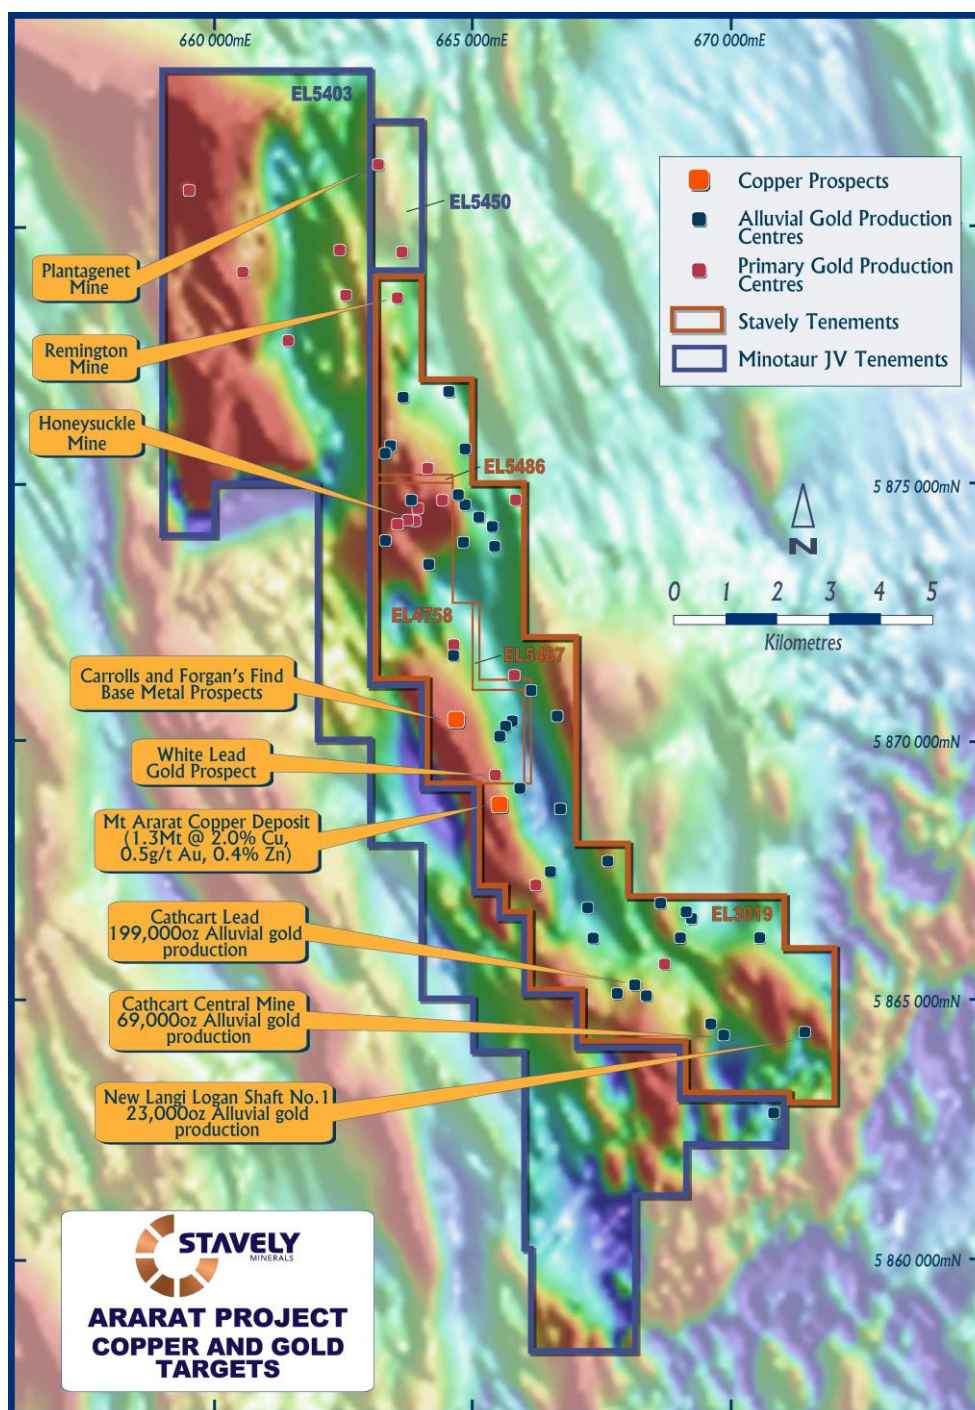 660 000mE
665 000mE
670 000mE
EL5403
EL5450
Copper Prospects
Alluvial Gold Production
Centres
Primary Gold Production
Centres
Stavely Tenements
Minotaur JV Tenements
Plantagenet
Mine
Remington
Mine
Honeysuckle
Mine
EL5486
5 875 000mN
N
0 1 2 3 4 5
Kilometres
EL4758
EL5487
Carrolls and Forgan's Find
Base Metal Prospects
5 870 000mN
White Lead
Gold Prospect
Mt Ararat Copper Deposit
(1.3Mt @ 2.0% Cu,
0.5g/t Au, 0.4% Zn)
EL3019
Cathcart Lead
199,000oz Alluvial gold
production
5 865 000mN
Cathcart Central Mine
69,000oz Alluvial gold
production
New Langi Logan Shaft No.1
23,000oz Alluvial gold
production
5 860 000mN
STAVELY
MINERALS
ARARAT PROJECT
COPPER AND GOLD
TARGETS